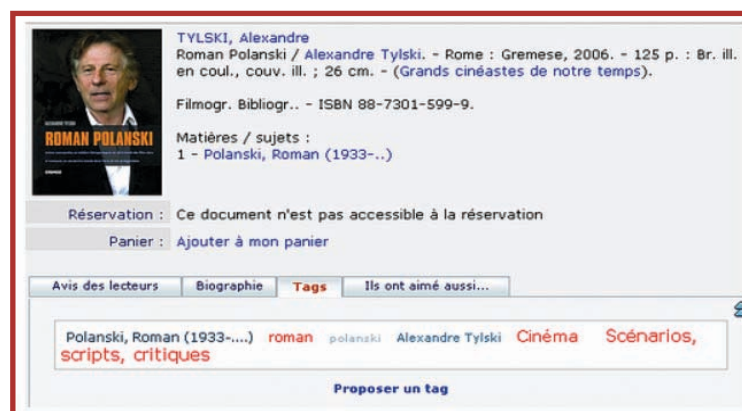 TYLSKI, Alexandre
Roman Polanski / Alexandre Tylski. - Rome : Gremese, 2006. - 125 p. : Br. ill.
en coul., couv. ill. ; 26 cm. - (Grands cinéastes de notre temps).
Filmogr. Bibliogr.. - ISBN 88-7301-599-9.
Matières / sujets :
1 - Polanski, Roman (1933-..)
ALEXANDRE TYLSKI
ROMAN POLANSKI
Réservation : Ce document n'est pas accessible à la réservation
Panier : Ajouter à mon panier
Avis des lecteurs Biographie Tags Ils ont aimé aussi...
Polanski, Roman (1933-....) roman polanski Alexandre Tylski Cinéma Scénarios,
scripts, critiques
Proposer un tag